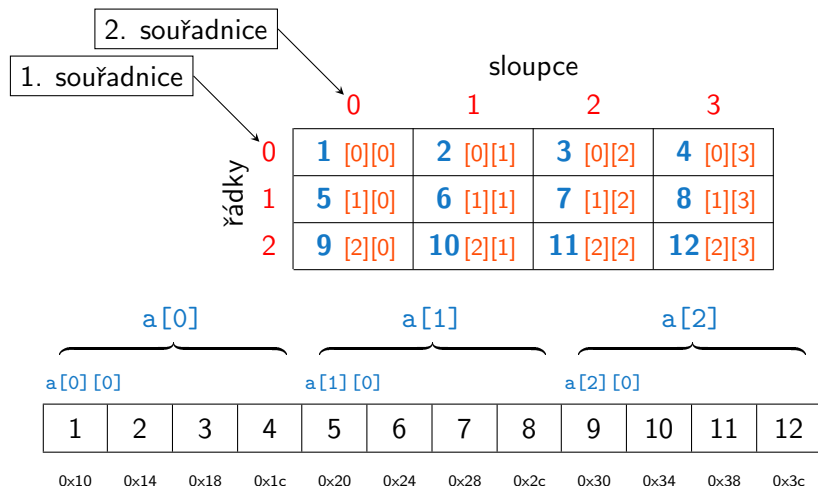 2. souřadnice
1. souřadnice
sloupce
0 1 2 3
řádky
0 1 [0][0] 2 [0][1] 3 [0][2] 4 [0][3]
1 5 [1][0] 6 [1][1] 7 [1][2] 8 [1][3]
2 9 [2][0] 10 [2][1] 11 [2][2] 12 [2][3]
a[0] a[1] a[2]
a[0][0] a[1][0] a[2][0]
1 2 3 4 5 6 7 8 9 10 11 12
0x10 0x14 0x18 0x1c 0x20 0x24 0x28 0x2c 0x30 0x34 0x38 0x3c